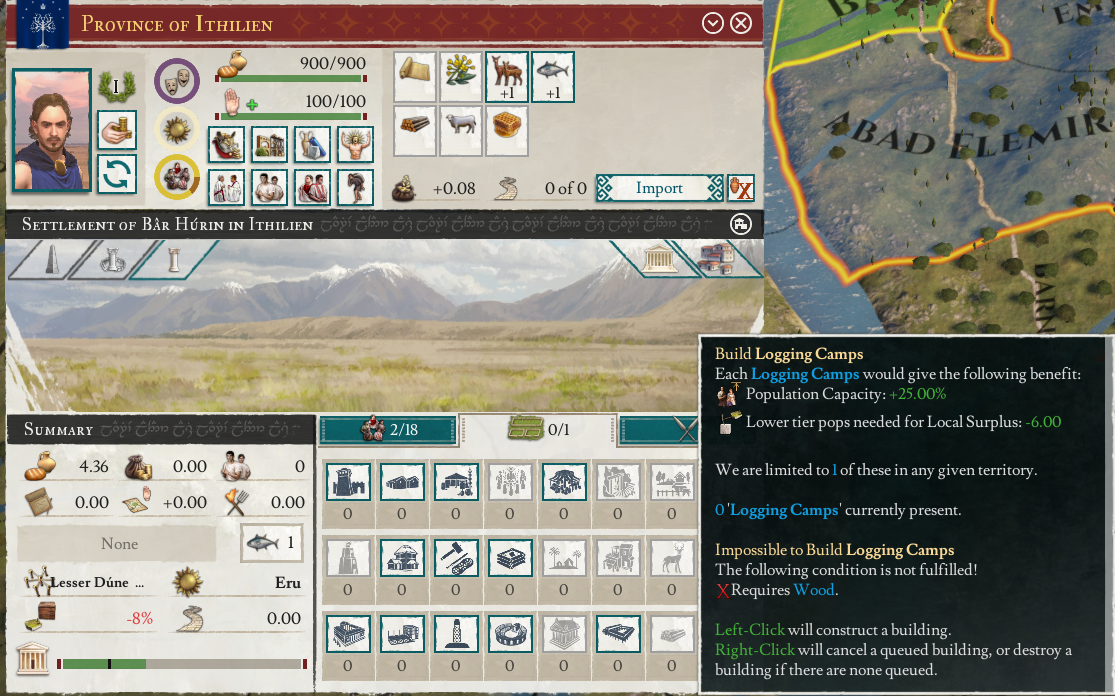 Province of Ithilien
I
900/900
100/100
+1
+1
+0.08
0 of 0
Import
Settlement of Bâr Húrin in Ithilien
Summary
2/18
0/1
4.36
0.00
0
0.00
+0.00
0.00
None
1
Lesser Dúne ...
Eru
-8%
0.00
0 0 0 0 0 0 0
0 0 0 0 0 0 0
0 0 0 0 0 0 0
ABAD ELEMIR
Build Logging Camps
Each Logging Camps would give the following benefit:
Population Capacity: +25.00%
Lower tier pops needed for Local Surplus: -6.00
We are limited to 1 of these in any given territory.
0 'Logging Camps' currently present.
Impossible to Build Logging Camps
The following condition is not fulfilled!
X Requires Wood.
Left-Click will construct a building.
Right-Click will cancel a queued building, or destroy a
building if there are none queued.